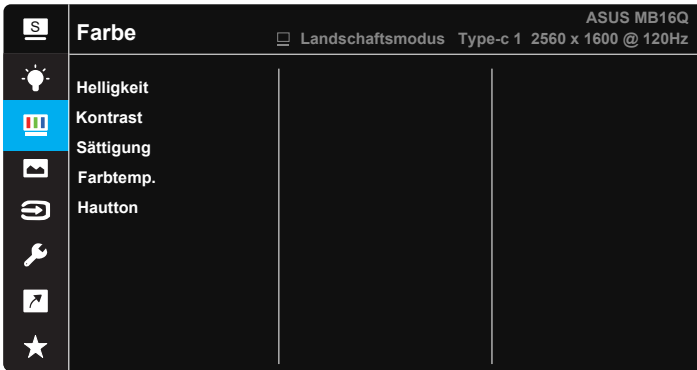 S
Farbe
ASUS MB16Q
Landschaftsmodus Type-c 1 2560 x 1600 @ 120Hz
Helligkeit
Kontrast
Sättigung
Farbtemp.
Hautton